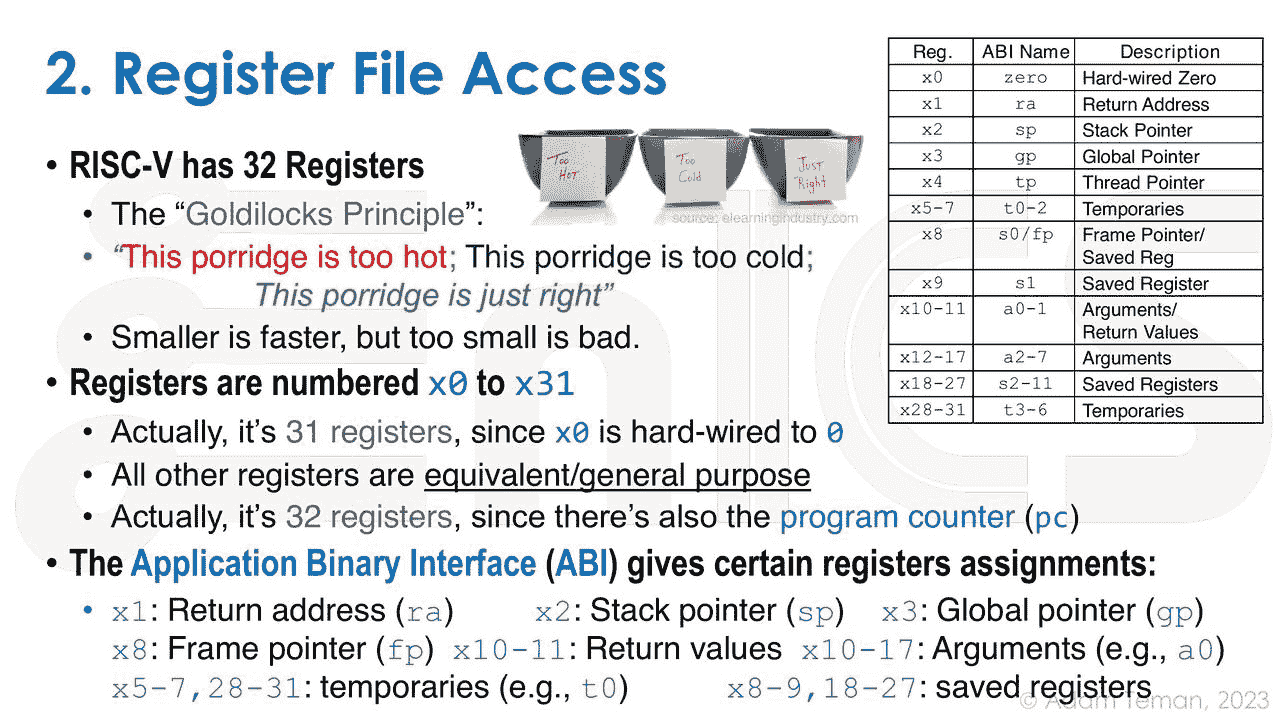 2. Register File Access
• RISC-V has 32 Registers
• The “Goldilocks Principle”:
• “This porridge is too hot; This porridge is too cold;
This porridge is just right”
• Smaller is faster, but too small is bad.
• Registers are numbered x0 to x31
• Actually, it’s 31 registers, since x0 is hard-wired to 0
• All other registers are equivalent/general purpose
• Actually, it’s 32 registers, since there’s also the program counter (pc)
• The Application Binary Interface (ABI) gives certain registers assignments:
• x1: Return address (ra) x2: Stack pointer (sp) x3: Global pointer (gp)
x8: Frame pointer (fp) x10-11: Return values x10-17: Arguments (e.g., a0)
x5-7,28-31: temporaries (e.g., t0) x8-9,18-27: saved registers
Too Too Just
Hot Cold Right
source: elearningindustry.com
Reg. ABI Name Description
x0 zero Hard-wired Zero
x1 ra Return Address
x2 sp Stack Pointer
x3 gp Global Pointer
x4 tp Thread Pointer
x5-7 t0-2 Temporaries
x8 s0/fp Frame Pointer/
Saved Reg
x9 s1 Saved Register
x10-11 a0-1 Arguments/
Return Values
x12-17 a2-7 Arguments
x18-27 s2-11 Saved Registers
x28-31 t3-6 Temporaries
© Adam Teman, 2023